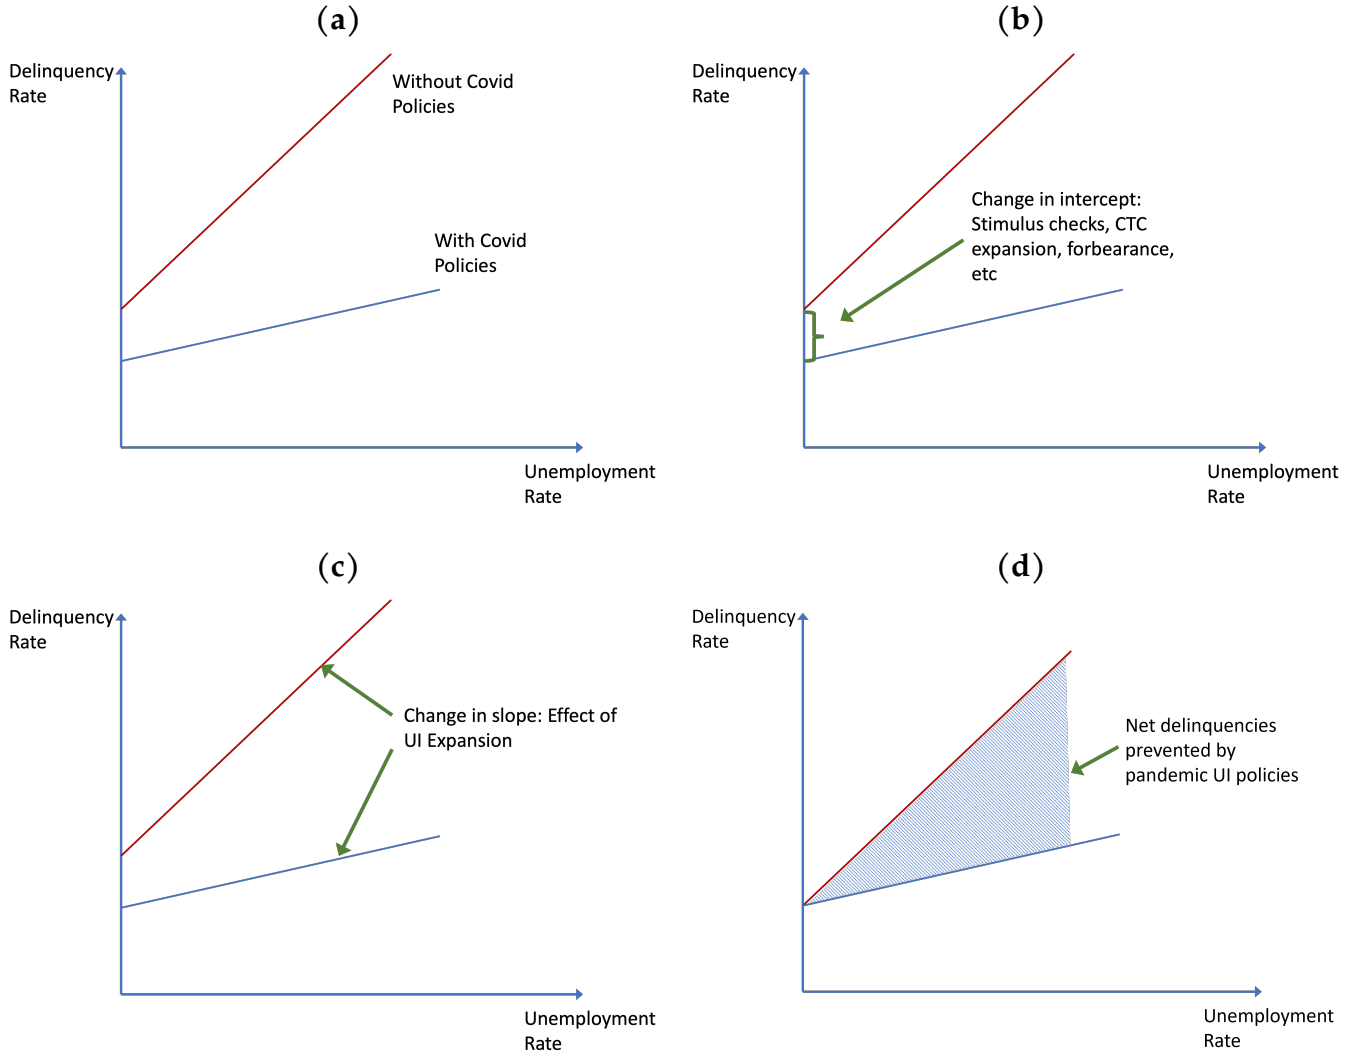 (a)
Delinquency
Rate
Without Covid
Policies
With Covid
Policies
Unemployment
Rate
(b)
Delinquency
Rate
Change in intercept:
Stimulus checks, CTC
expansion, forbearance,
etc
Unemployment
Rate
(c)
Delinquency
Rate
Change in slope: Effect of
UI Expansion
Unemployment
Rate
(d)
Delinquency
Rate
Net delinquencies
prevented by
pandemic UI policies
Unemployment
Rate